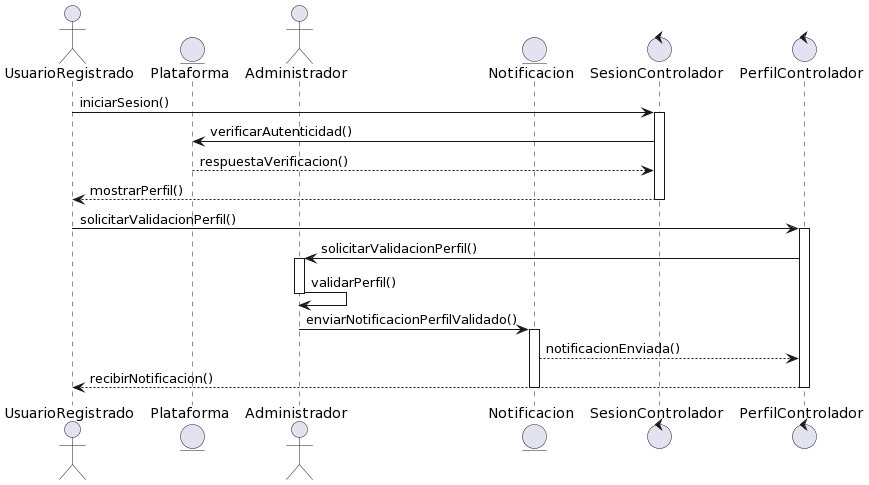 UsuarioRegistrado Plataforma Administrador Notificacion SesionControlador PerfilControlador
iniciarSesion()
verificarAutenticidad()
respuestaVerificacion()
mostrarPerfil()
solicitarValidacionPerfil()
solicitarValidacionPerfil()
validarPerfil()
enviarNotificacionPerfilValidado()
notificacionEnviada()
recibirNotificacion()
UsuarioRegistrado Plataforma Administrador Notificacion SesionControlador PerfilControlador